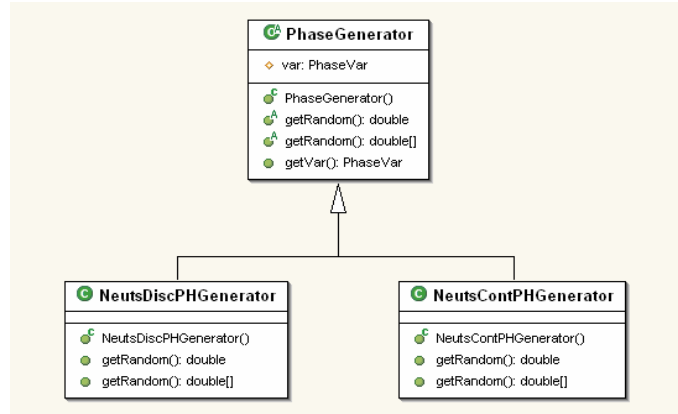 PhaseGenerator
var: PhaseVar
PhaseGenerator()
getRandom(): double
getRandom(): double[]
getVar(): PhaseVar
NeutsDiscPHGenerator
NeutsDiscPHGenerator()
getRandom(): double
getRandom(): double[]
NeutsContPHGenerator
NeutsContPHGenerator()
getRandom(): double
getRandom(): double[]